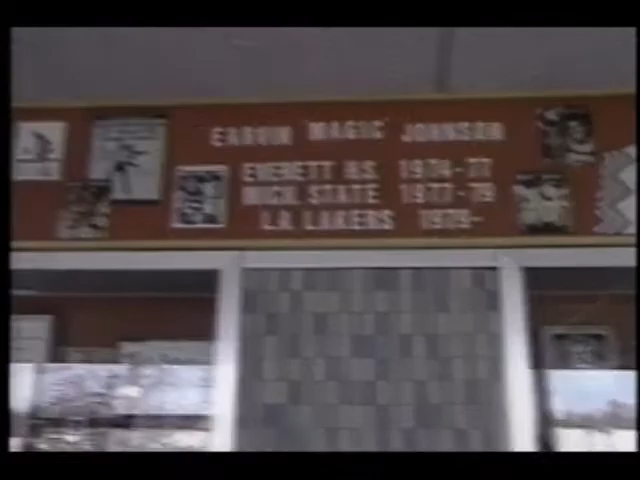 EARVIN 'MAGIC' JOHNSON
EVERETT H.S. 1974-77
MICH. STATE 1977-79
L.A. LAKERS 1979-